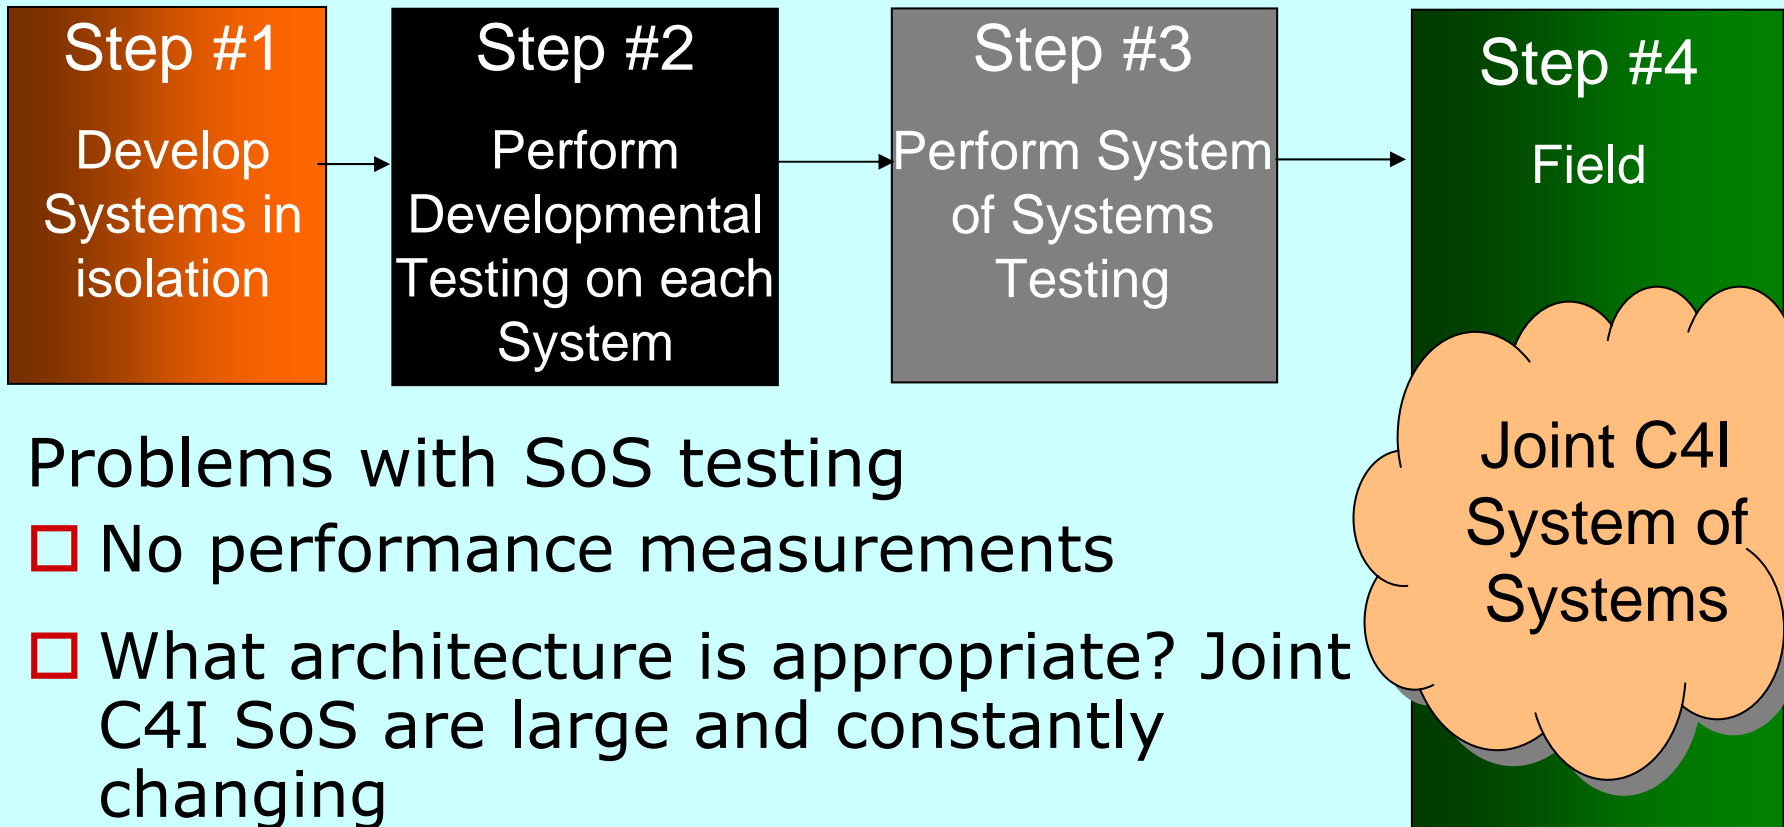 Step #1
Develop
Systems in
isolation
Step #2
Perform
Developmental
Testing on each
System
Step #3
Perform System
of Systems
Testing
Step #4
Field
Joint C4I
System of
Systems
Problems with SoS testing
No performance measurements
What architecture is appropriate? Joint
C4I SoS are large and constantly
changing